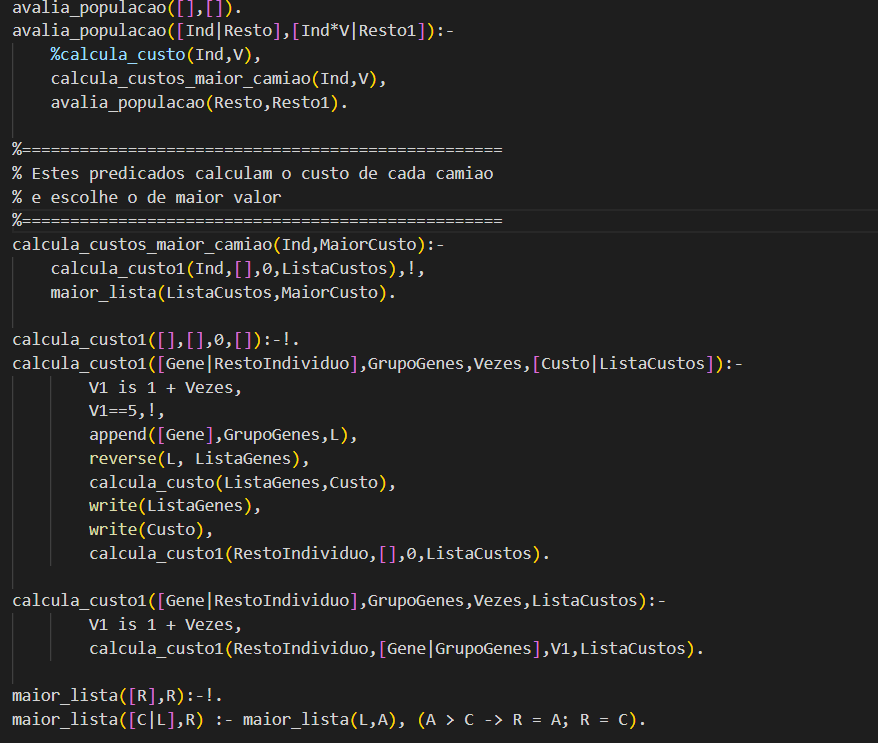 avalia_populacao([],[]).
avalia_populacao([Ind|Resto],[Ind*V|Resto1]):-
    %calcula_custo(Ind,V),
    calcula_custos_maior_camiao(Ind,V),
    avalia_populacao(Resto,Resto1).
%==================================================
% Estes predicados calculam o custo de cada camiao
% e escolhe o de maior valor
%==================================================
calcula_custos_maior_camiao(Ind,MaiorCusto):-
    calcula_custo1(Ind,[],0,ListaCustos),!,
    maior_lista(ListaCustos,MaiorCusto).
calcula_custo1([],[],0,[]):-!.
calcula_custo1([Gene|RestoIndividuo],GrupoGenes,Vezes,[Custo|ListaCustos]):-
        V1 is 1 + Vezes,
        V1==5,!,
        append([Gene],GrupoGenes,L),
        reverse(L, ListaGenes),
        calcula_custo(ListaGenes,Custo),
        write(ListaGenes),
        write(Custo),
        calcula_custo1(RestoIndividuo,[],0,ListaCustos).
calcula_custo1([Gene|RestoIndividuo],GrupoGenes,Vezes,ListaCustos):-
        V1 is 1 + Vezes,
        calcula_custo1(RestoIndividuo,[Gene|GrupoGenes],V1,ListaCustos).
maior_lista([R],R):-!.
maior_lista([C|L],R) :- maior_lista(L,A), (A > C -> R = A; R = C).